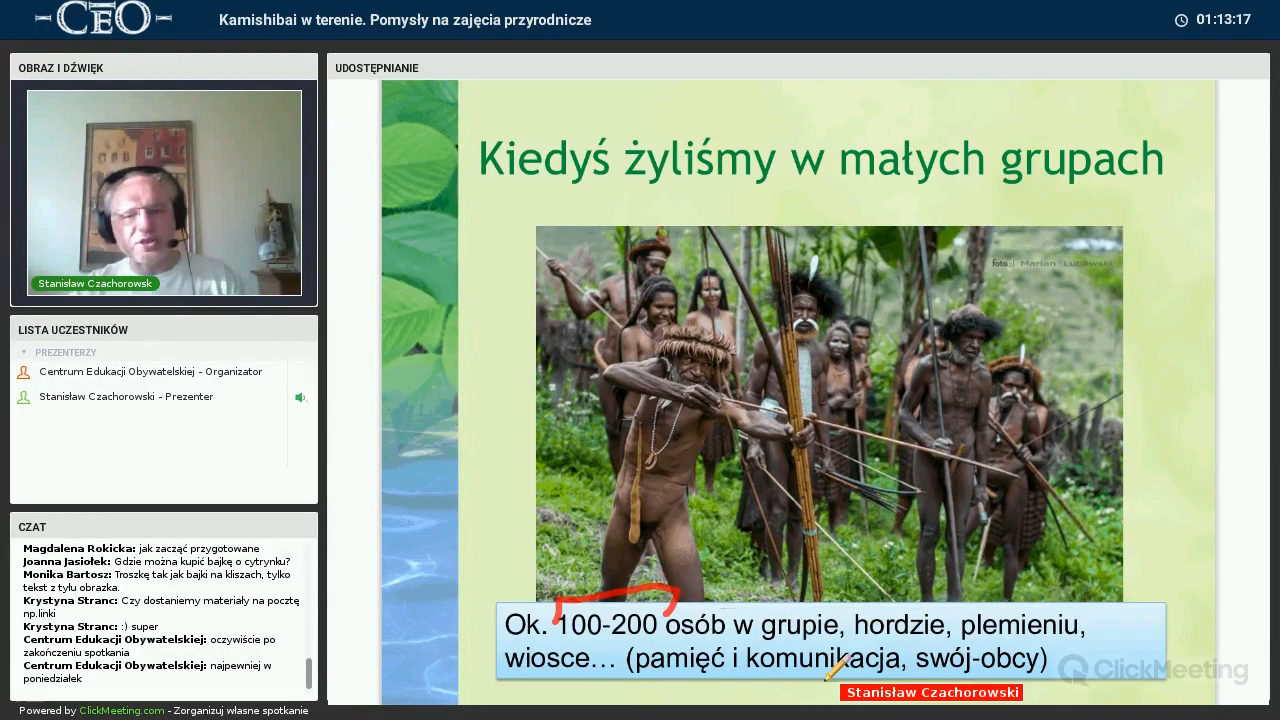 CEO
Kamishibai w terenie. Pomysły na zajęcia przyrodnicze
01:13:17
OBRAZ I DŹWIĘK
Stanisław Czachorowsk
LISTA UCZESTNIKÓW
PREZENTERZY
Centrum Edukacji Obywatelskiej - Organizator
Stanisław Czachorowski - Prezenter
CZAT
Magdalena Rokicka: jak zacząć przygotowane
Joanna Jasiołek: Gdzie można kupić bajkę o cytrynku?
Monika Bartosz: Troszkę tak jak bajki na kliszach, tylko
tekst z tyłu obrazka.
Krystyna Stranc: Czy dostaniemy materiały na pocztę
np.linki
Krystyna Stranc: :) super
Centrum Edukacji Obywatelskiej: oczywiście po
zakończeniu spotkania
Centrum Edukacji Obywatelskiej: najpewniej w
poniedziałek
Powered by ClickMeeting.com - Zorganizuj własne spotkanie
UDOSTĘPNIANIE
Kiedyś żyliśmy w małych grupach
Ok. 100-200 osób w grupie, hordzie, plemieniu,
wiosce... (pamięć i komunikacja, swój-obcy)
ClickMeeting
Stanisław Czachorowski